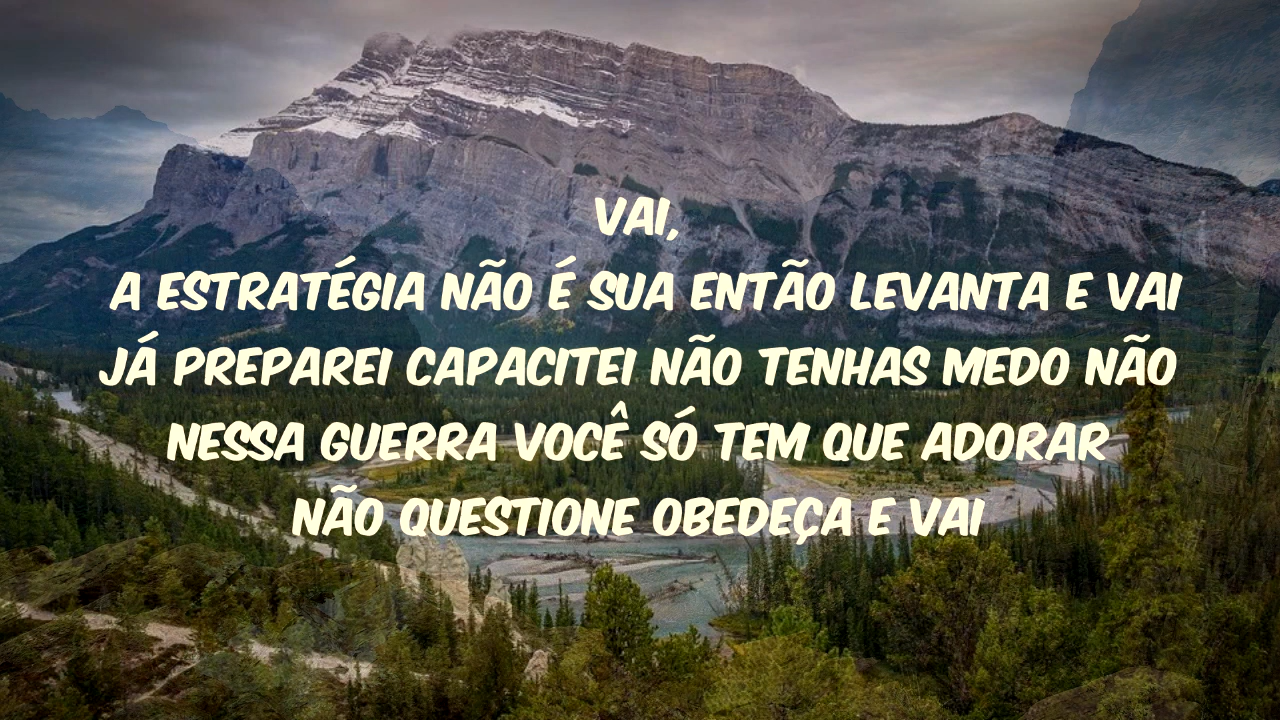 VAI,
A ESTRATÉGIA NÃO É SUA ENTÃO LEVANTA E VAI
JÁ PREPAREI CAPACITEI NÃO TENHAS MEDO NÃO
NESSA GUERRA VOCÊ SÓ TEM QUE ADORAR
NÃO QUESTIONE OBEDEÇA E VAI